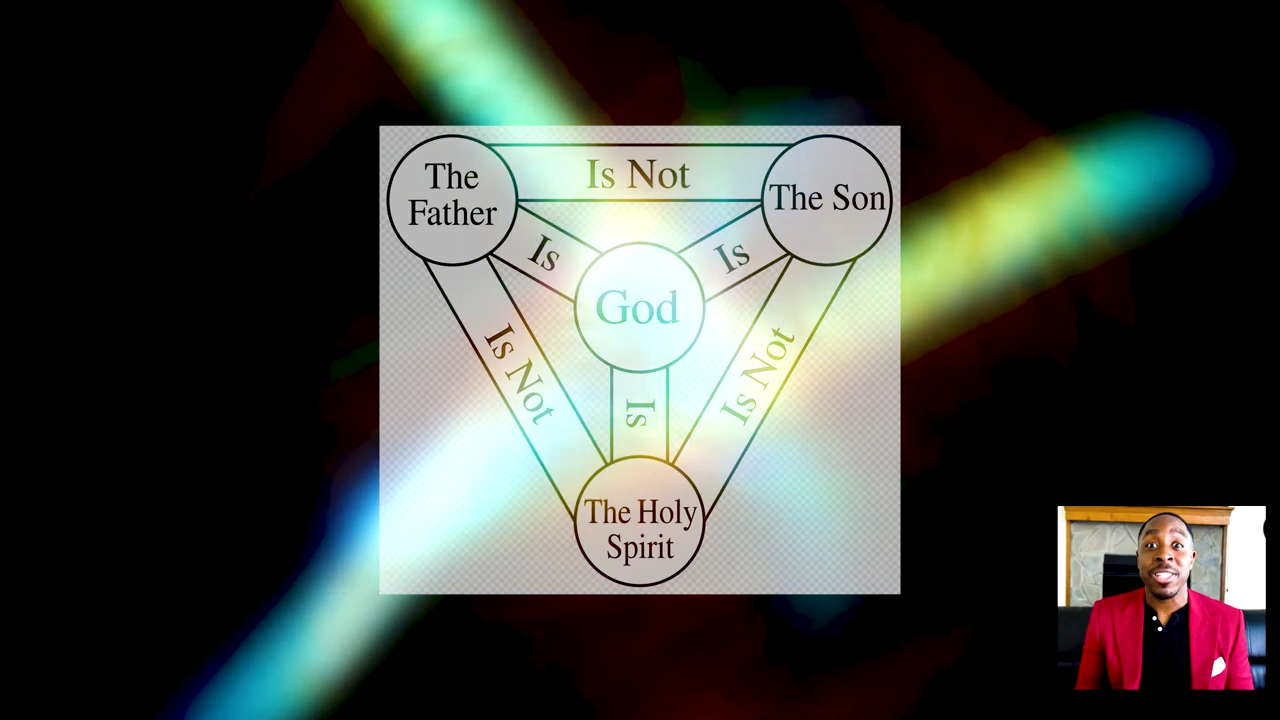 The
Father
Is Not
The Son
Is
Is
God
Is Not
Is
Is Not
The Holy
Spirit